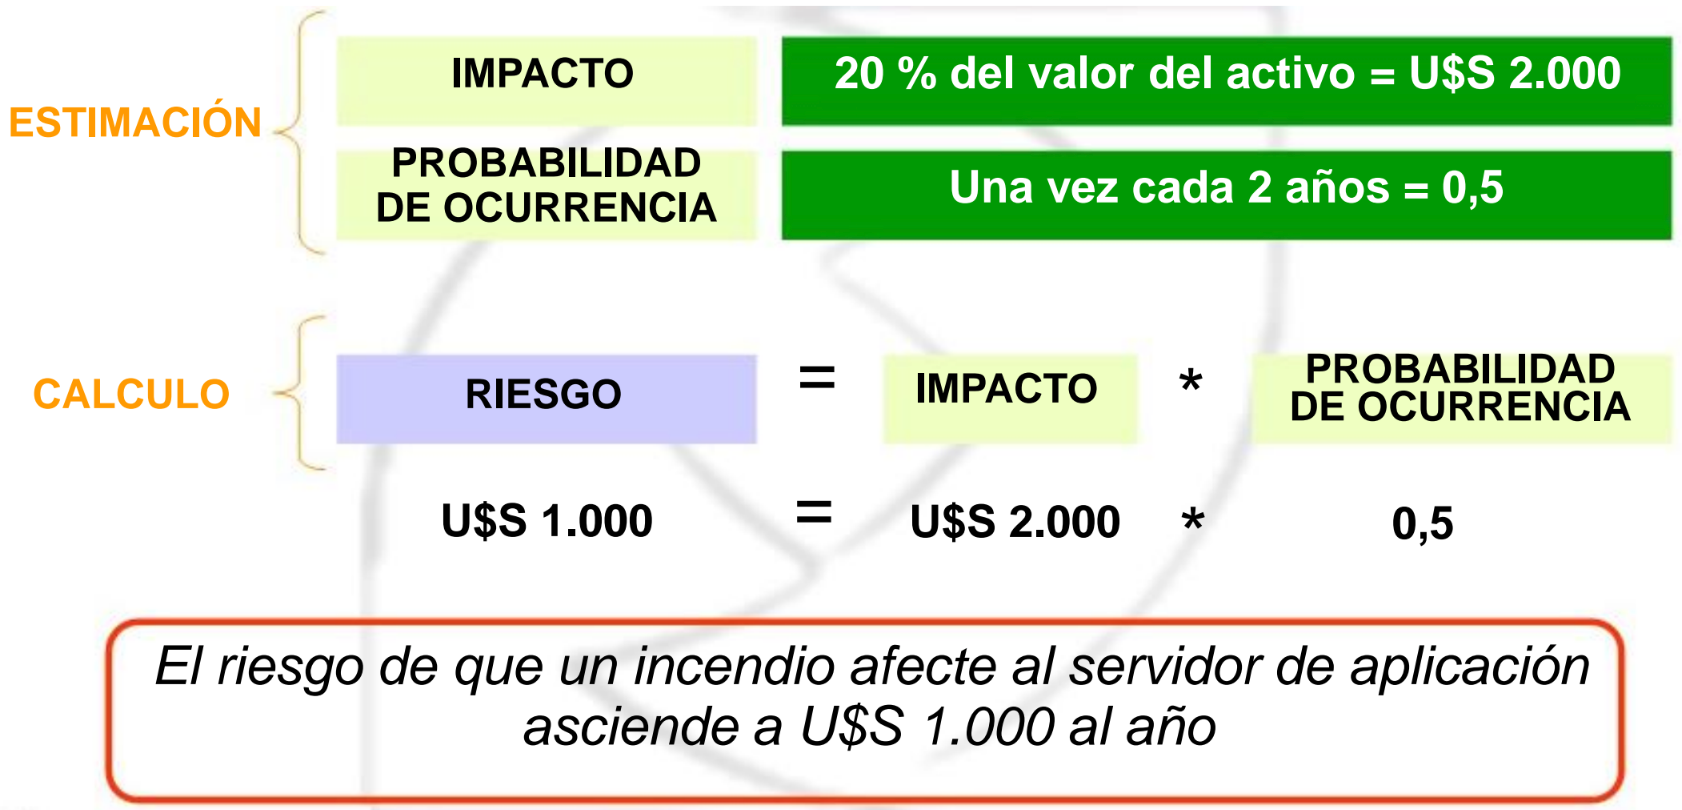 IMPACTO
20 % del valor del activo = U$S 2.000
ESTIMACIÓN
PROBABILIDAD
DE OCURRENCIA
Una vez cada 2 años = 0,5
CALCULO
RIESGO
=
IMPACTO
*
PROBABILIDAD
DE OCURRENCIA
U$S 1.000
=
U$S 2.000
*
0,5
El riesgo de que un incendio afecte al servidor de aplicación
asciende a U$S 1.000 al año